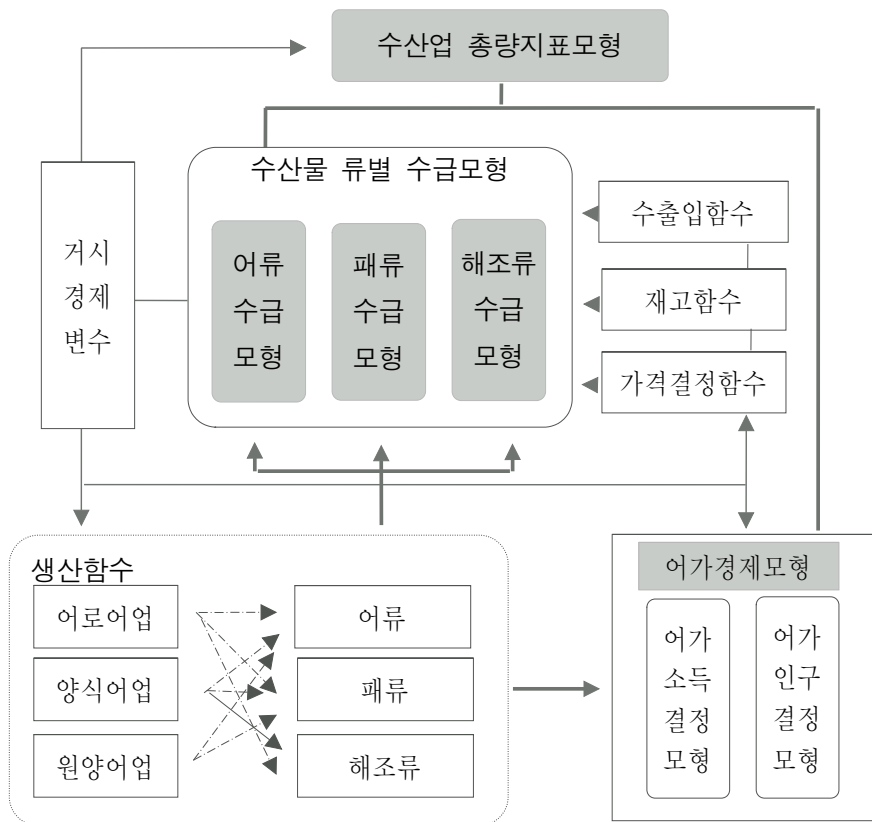 수산업 총량지표모형
수산물 류별 수급모형
거시
경제
변수
어류
수급
모형
패류
수급
모형
해조류
수급
모형
수출입함수
재고함수
가격결정함수
생산함수
어로어업
양식어업
원양어업
어류
패류
해조류
어가경제모형
어가
소득
결정
모형
어가
인구
결정
모형